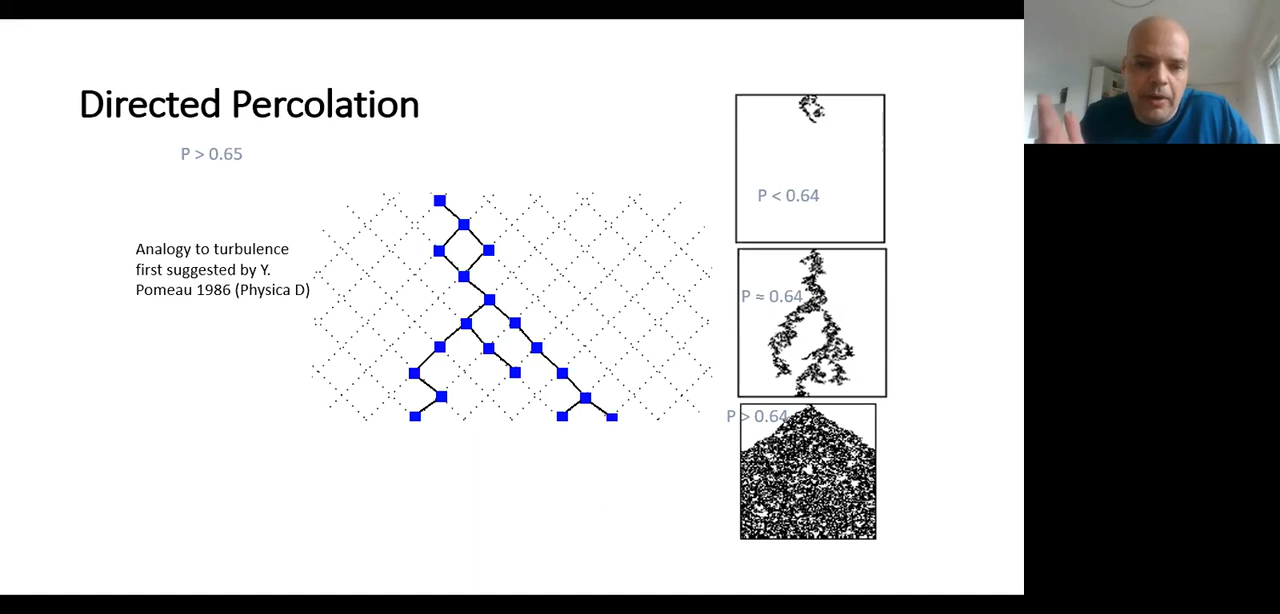 Directed Percolation
P > 0.65
Analogy to turbulence
first suggested by Y.
Pomeau 1986 (Physica D)
P < 0.64
P ≈ 0.64
P > 0.64